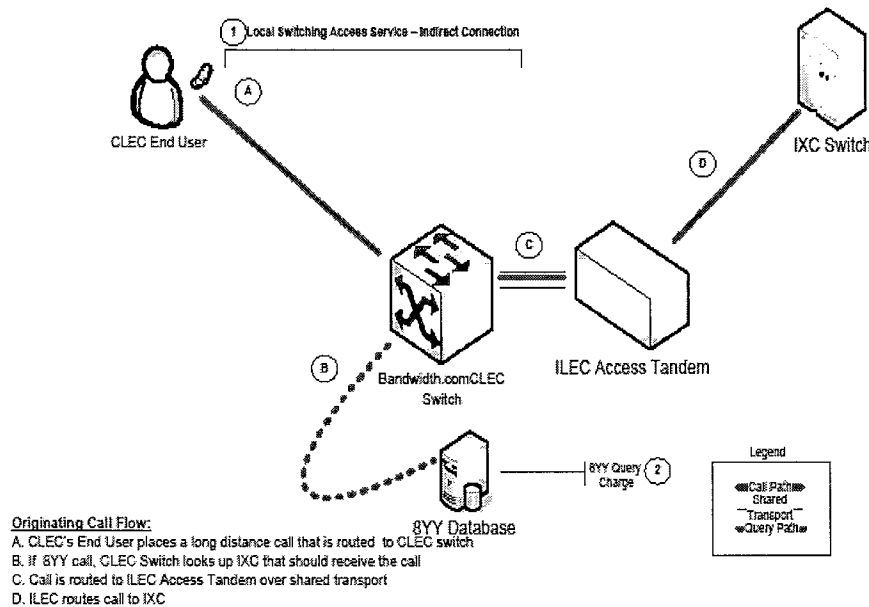 1 Local Switching Access Service – Indirect Connection
A
CLEC End User
IXC Switch
D
C
B
Bandwidth.comCLEC
Switch
ILEC Access Tandem
8YY Query
Charge
2
8YY Database
Legend
Call Path
Shared
Transport
Query Path
Originating Call Flow:
A. CLEC's End User places a long distance call that is routed to CLEC switch
B. If 8YY call, CLEC Switch looks up IXC that should receive the call
C. Call is routed to ILEC Access Tandem over shared transport
D. ILEC routes call to IXC